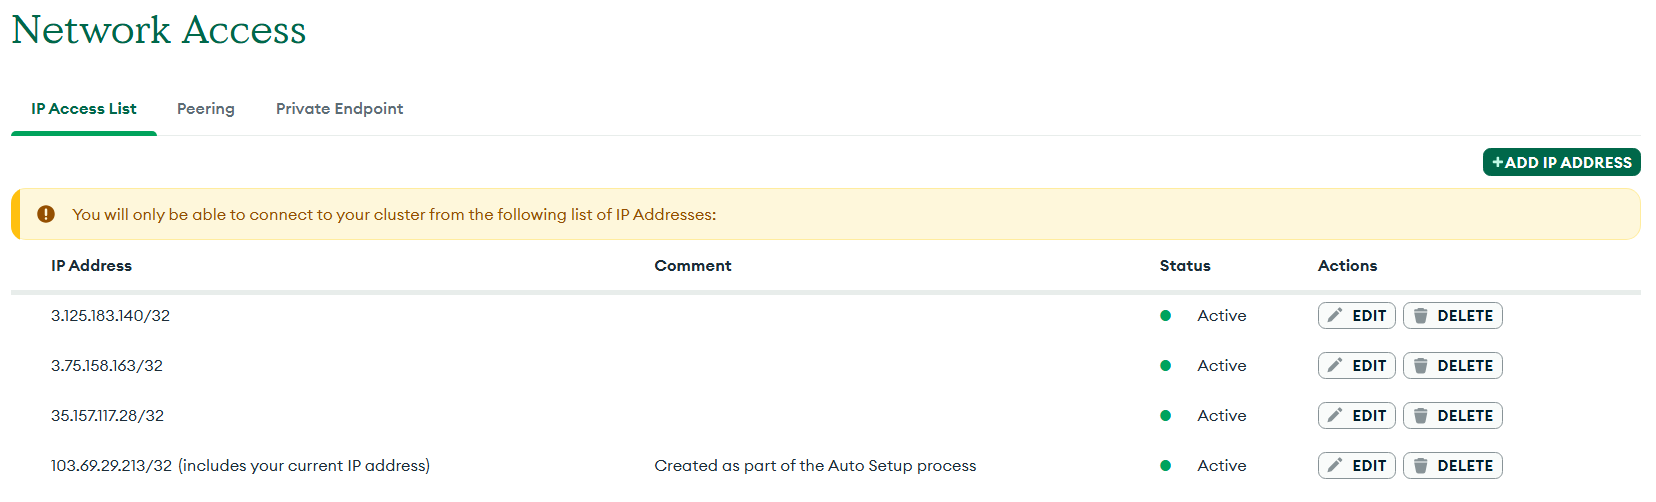 Network Access
IP Access List Peering Private Endpoint
+ADD IP ADDRESS
You will only be able to connect to your cluster from the following list of IP Addresses:
IP Address Comment Status Actions
3.125.183.140/32 Active EDIT DELETE
3.75.158.163/32 Active EDIT DELETE
35.157.117.28/32 Active EDIT DELETE
103.69.29.213/32 (includes your current IP address) Created as part of the Auto Setup process Active EDIT DELETE